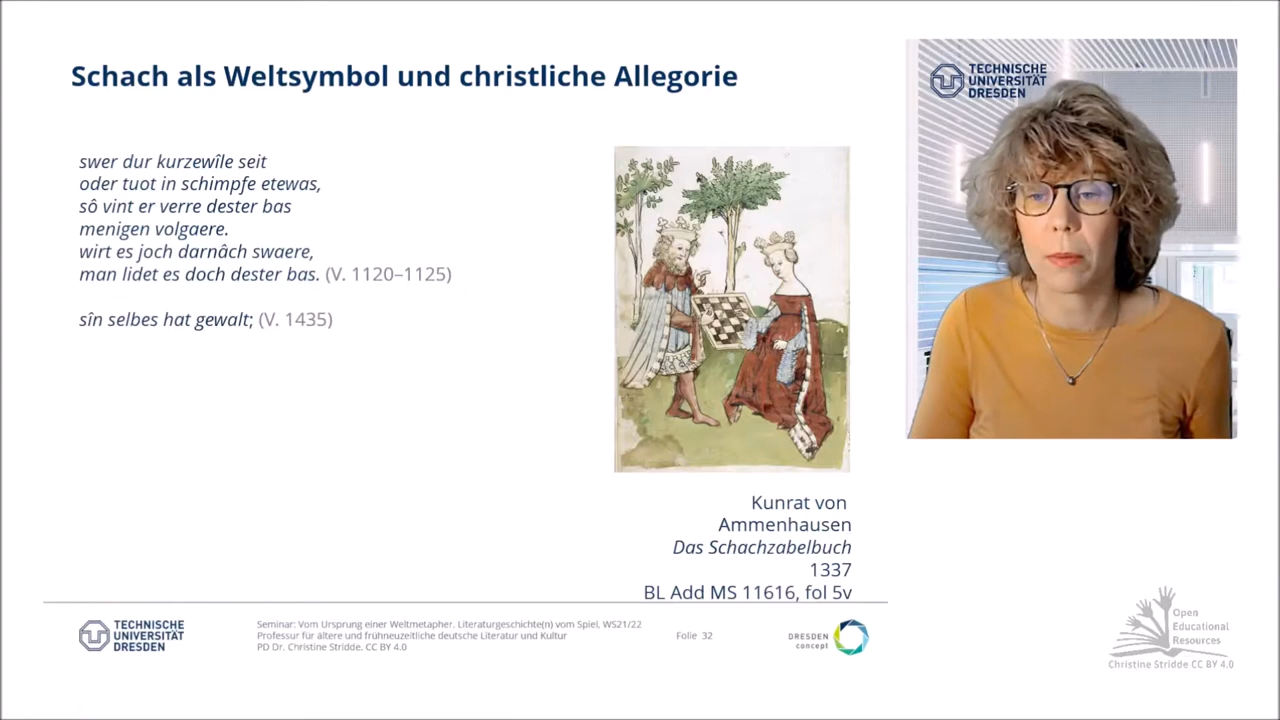 Schach als Weltsymbol und christliche Allegorie
swer dur kurzewîle seit
oder tuot in schimpfe etewas,
sô vint er verre dester bas
menigen volgaere.
wirt es joch darnâch swaere,
man lidet es doch dester bas. (V. 1120–1125)
sîn selbes hat gewalt; (V. 1435)
Kunrat von
Ammenhausen
Das Schachzabelbuch
1337
BL Add MS 11616, fol 5v
TECHNISCHE
UNIVERSITÄT
DRESDEN
TECHNISCHE
UNIVERSITÄT
DRESDEN
Seminar: Vom Ursprung einer Weltmetapher. Literaturgeschichte(n) vom Spiel, WS21/22
Professur für ältere und frühneuzeitliche deutsche Literatur und Kultur
PD Dr. Christine Stridde. CC BY 4.0
Folie 32
DRESDEN
concept
Open
Educational
Resources
Christine Stridde CC BY 4.0